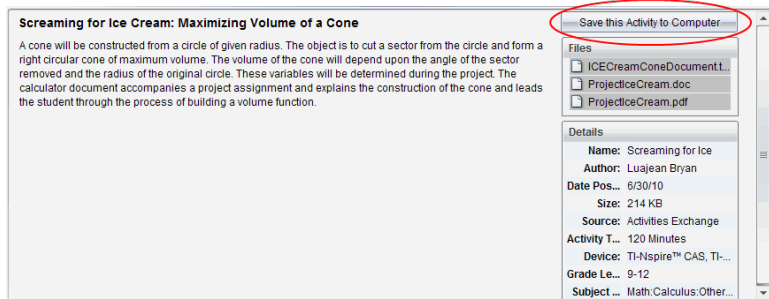 Screaming for Ice Cream: Maximizing Volume of a Cone
A cone will be constructed from a circle of given radius. The object is to cut a sector from the circle and form a
right circular cone of maximum volume. The volume of the cone will depend upon the angle of the sector
removed and the radius of the original circle. These variables will be determined during the project. The
calculator document accompanies a project assignment and explains the construction of the cone and leads
the student through the process of building a volume function.
Save this Activity to Computer
Files
ICECreamConeDocument.t...
ProjectIceCream.doc
ProjectIceCream.pdf
Details
Name: Screaming for Ice
Author: Luajean Bryan
Date Pos... 6/30/10
Size: 214 KB
Source: Activities Exchange
Activity T... 120 Minutes
Device: TI-Nspire™ CAS, TI-...
Grade Le... 9-12
Subject ... Math:Calculus:Other...